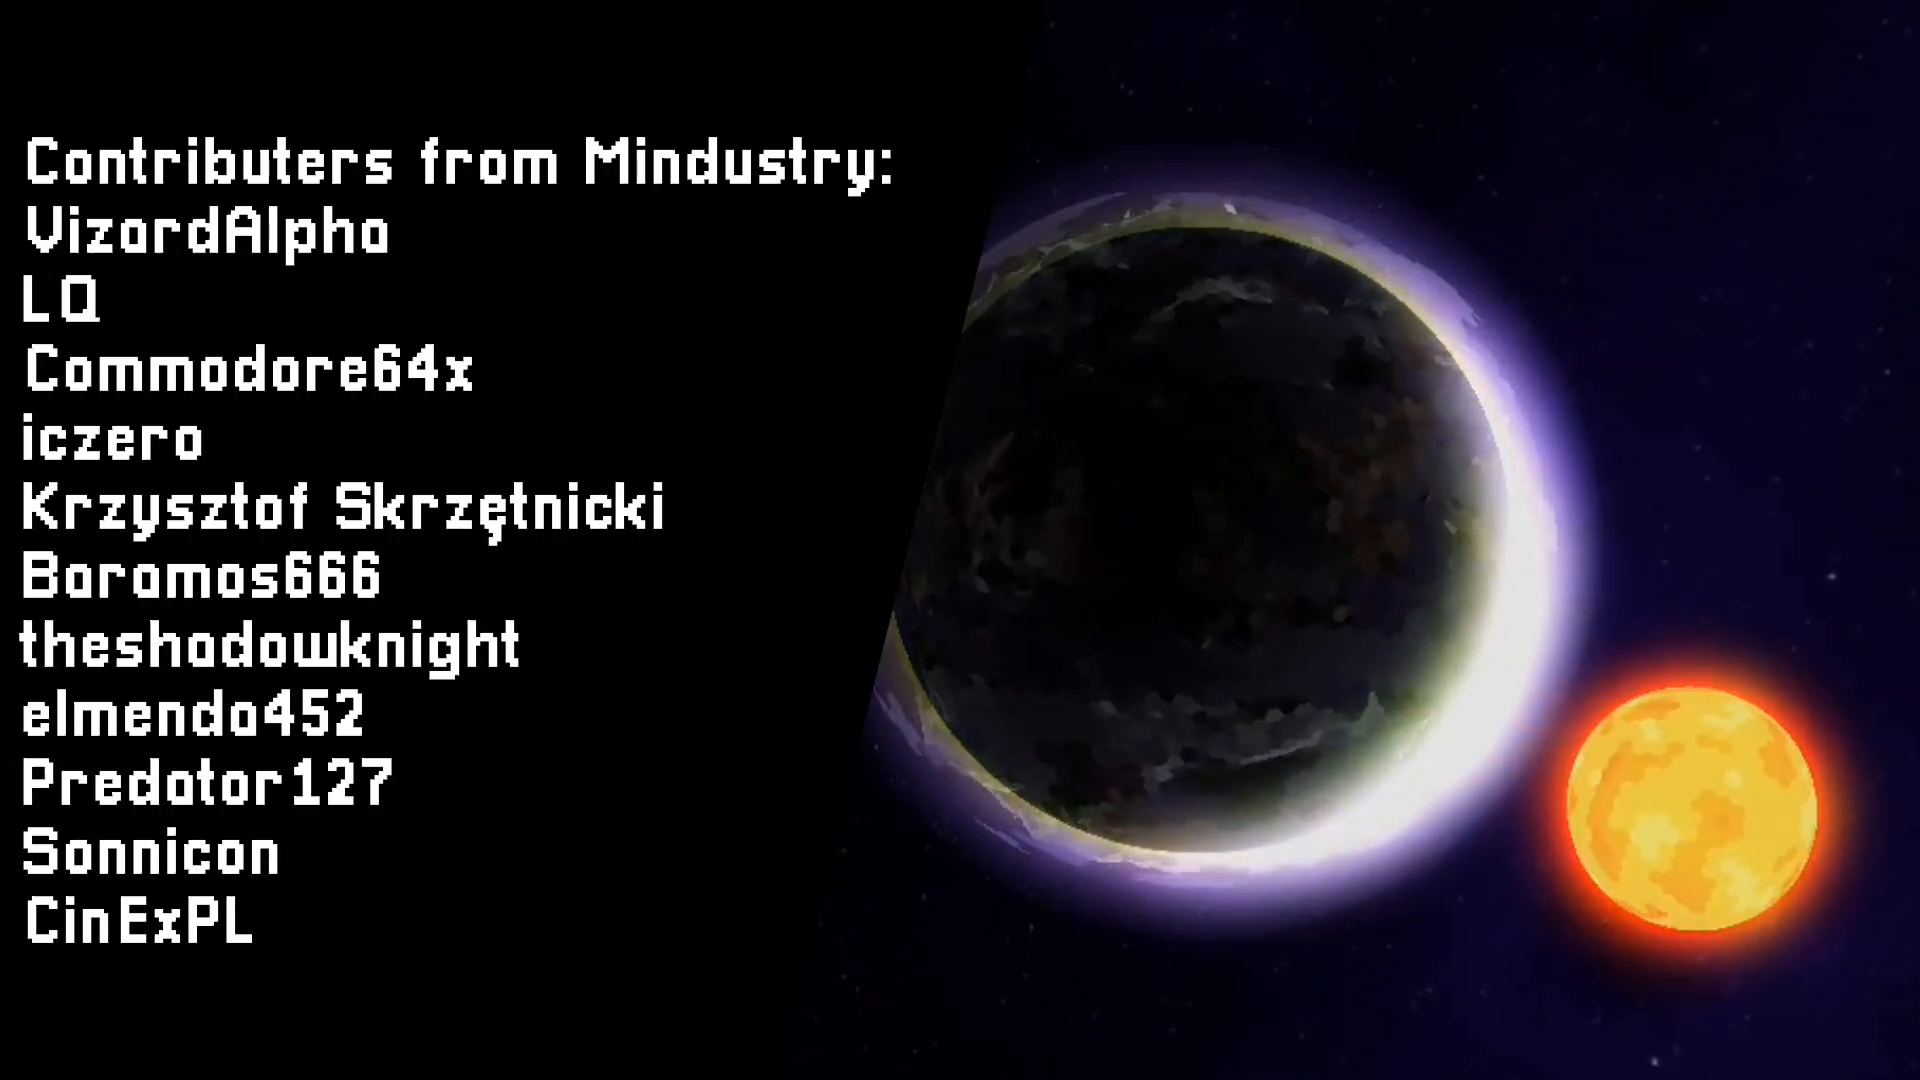 Contributers from Mindustry:
VizardAlpha
LQ
Commodore64x
iczero
Krzysztof Skrzętnicki
Baramos666
theshadowknight
elmenda452
Predator127
Sonnicon
CinExPL